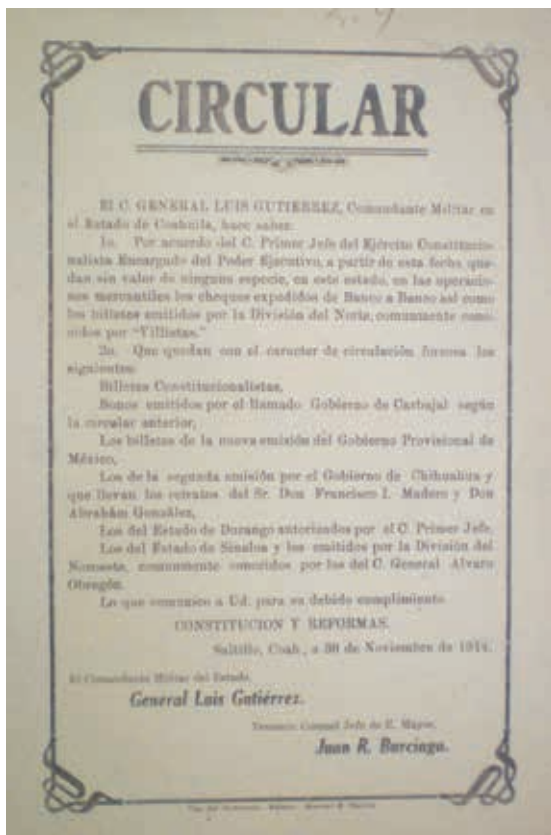 CIRCULAR
El C. GENERAL LUIS GUTIERREZ, Comandante Militar en
el Estado de Coahuila, hace saber:
1o. Por acuerdo del C. Primer Jefe del Ejército Constitucio-
nalista Encargado del Poder Ejecutivo, a partir de esta fecha que-
dan sin valor de ninguna especie, en este estado, en las operacio-
nes mercantiles los cheques expedidos de Banco a Banco así como
los billetes emitidos por la División del Norte, comunmente cono-
cidos por "Villistas."
2o. Que quedan con el caracter de circulación forzosa los
siguientes:
Billetes Constitucionalistas,
Bonos emitidos por el llamado Gobierno de Carbajal según
la circular anterior,
Los billetes de la nueva emisión del Gobierno Provisional de
México,
Los de la segunda emisión por el Gobierno de Chihuahua y
que llevan los retratos del Sr. Don Francisco I. Madero y Don
Abrahám González,
Los del Estado de Durango autorizados por el C. Primer Jefe,
Los del Estado de Sinaloa y los emitidos por la División del
Noroeste, comunmente conocidos por los del C. General Alvaro
Obregón.
Lo que comunico a Ud. para su debido cumplimiento.
CONSTITUCION Y REFORMAS.
Saltillo, Coah., a 30 de Noviembre de 1914.
El Comandante Militar del Estado,
General Luis Gutiérrez.
Teniente Coronel Jefe de E. Mayor,
Juan R. Barciaga.